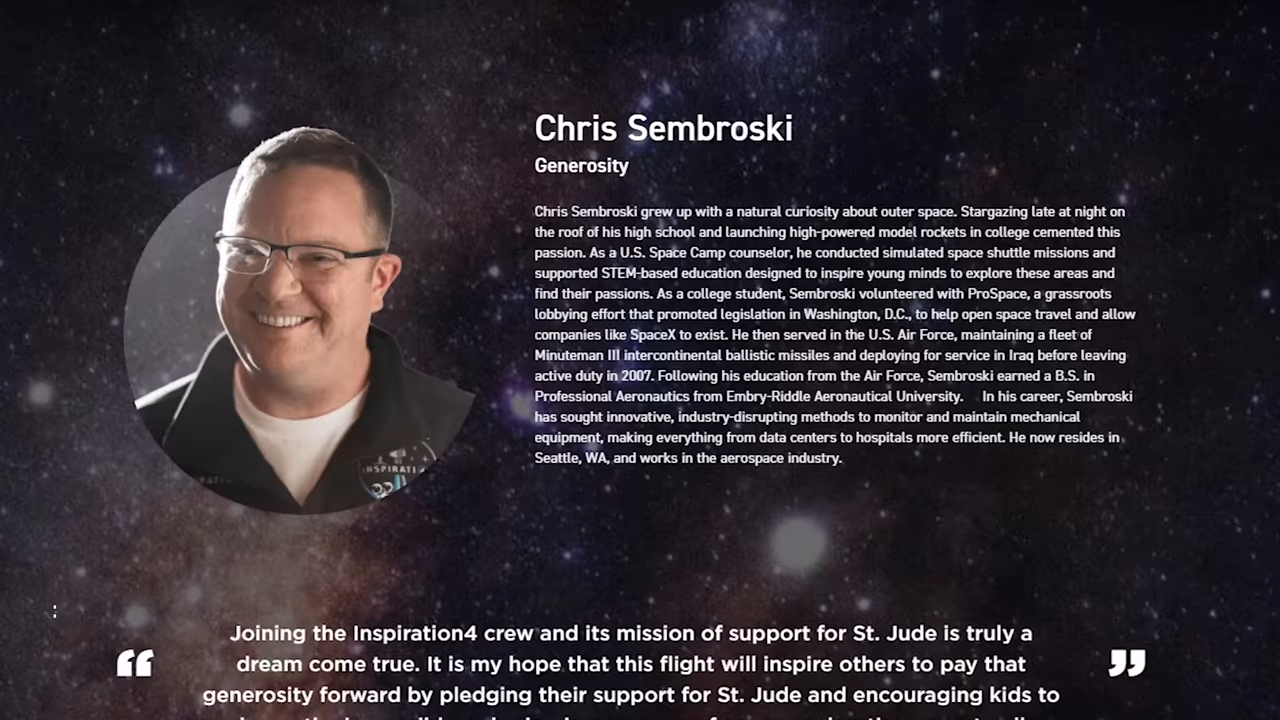 Chris Sembroski
Generosity
Chris Sembroski grew up with a natural curiosity about outer space. Stargazing late at night on
the roof of his high school and launching high-powered model rockets in college cemented this
passion. As a U.S. Space Camp counselor, he conducted simulated space shuttle missions and
supported STEM-based education designed to inspire young minds to explore these areas and
find their passions. As a college student, Sembroski volunteered with ProSpace, a grassroots
lobbying effort that promoted legislation in Washington, D.C., to help open space travel and allow
companies like SpaceX to exist. He then served in the U.S. Air Force, maintaining a fleet of
Minuteman III intercontinental ballistic missiles and deploying for service in Iraq before leaving
active duty in 2007. Following his education from the Air Force, Sembroski earned a B.S. in
Professional Aeronautics from Embry-Riddle Aeronautical University. In his career, Sembroski
has sought innovative, industry-disrupting methods to monitor and maintain mechanical
equipment, making everything from data centers to hospitals more efficient. He now resides in
Seattle, WA, and works in the aerospace industry.
INSPIRATI
“ Joining the Inspiration4 crew and its mission of support for St. Jude is truly a
dream come true. It is my hope that this flight will inspire others to pay that
generosity forward by pledging their support for St. Jude and encouraging kids to ”